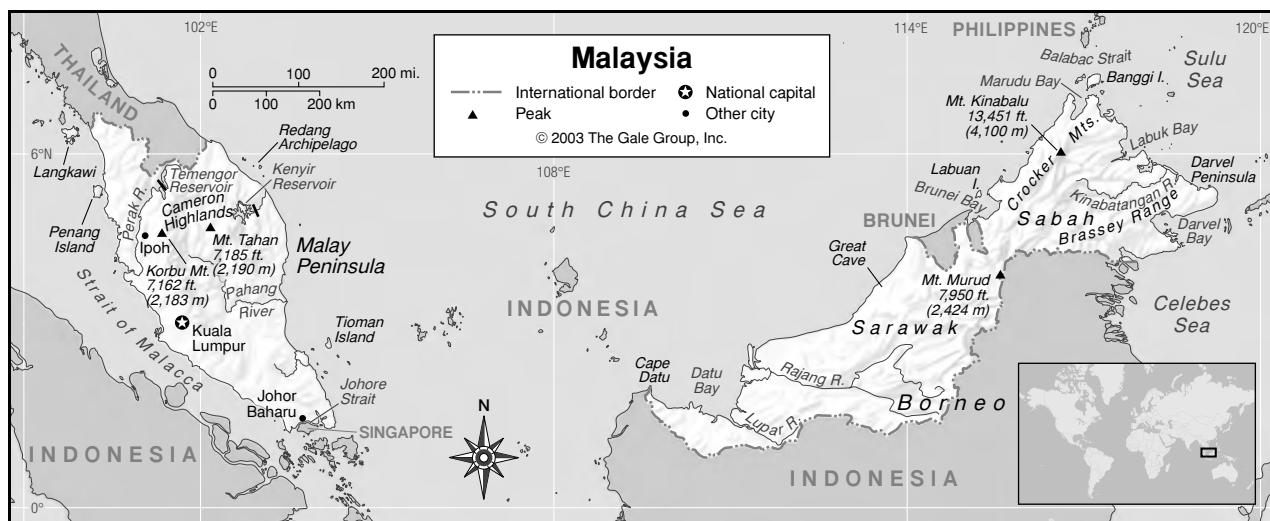 102°E
114°E
120°E
Malaysia
International border
National capital
Peak
Other city
© 2003 The Gale Group, Inc.
0 100 200 mi.
0 100 200 km
THAILAND
Redang
Archipelago
6°N
Langkawi
Temengor
Reservoir
Kenyir
Reservoir
Perak R.
Cameron
Highlands
Penang
Island
Ipoh
Mt. Tahan
7,185 ft.
(2,190 m)
Malay
Peninsula
Korbu Mt.
7,162 ft.
(2,183 m)
Pahang
River
Strait of Malacca
Kuala
Lumpur
Tioman
Island
Johor
Baharu
Johore
Strait
SINGAPORE
INDONESIA
0°
N
108°E
South China Sea
INDONESIA
PHILIPPINES
Balabac Strait
Marudu Bay
Banggi I.
Sulu
Sea
Mt. Kinabalu
13,451 ft.
(4,100 m)
Crocker Mts.
Labuk Bay
Labuan
I.
Darvel
Peninsula
Brunei Bay
Kinabatangan R.
BRUNEI
Sabah
Brassey Range
Darvel
Bay
Great
Cave
Mt. Murud
7,950 ft.
(2,424 m)
Celebes
Sea
Sarawak
Cape
Datu
Datu
Bay
Rajang R.
Borneo
Lupar R.
INDONESIA